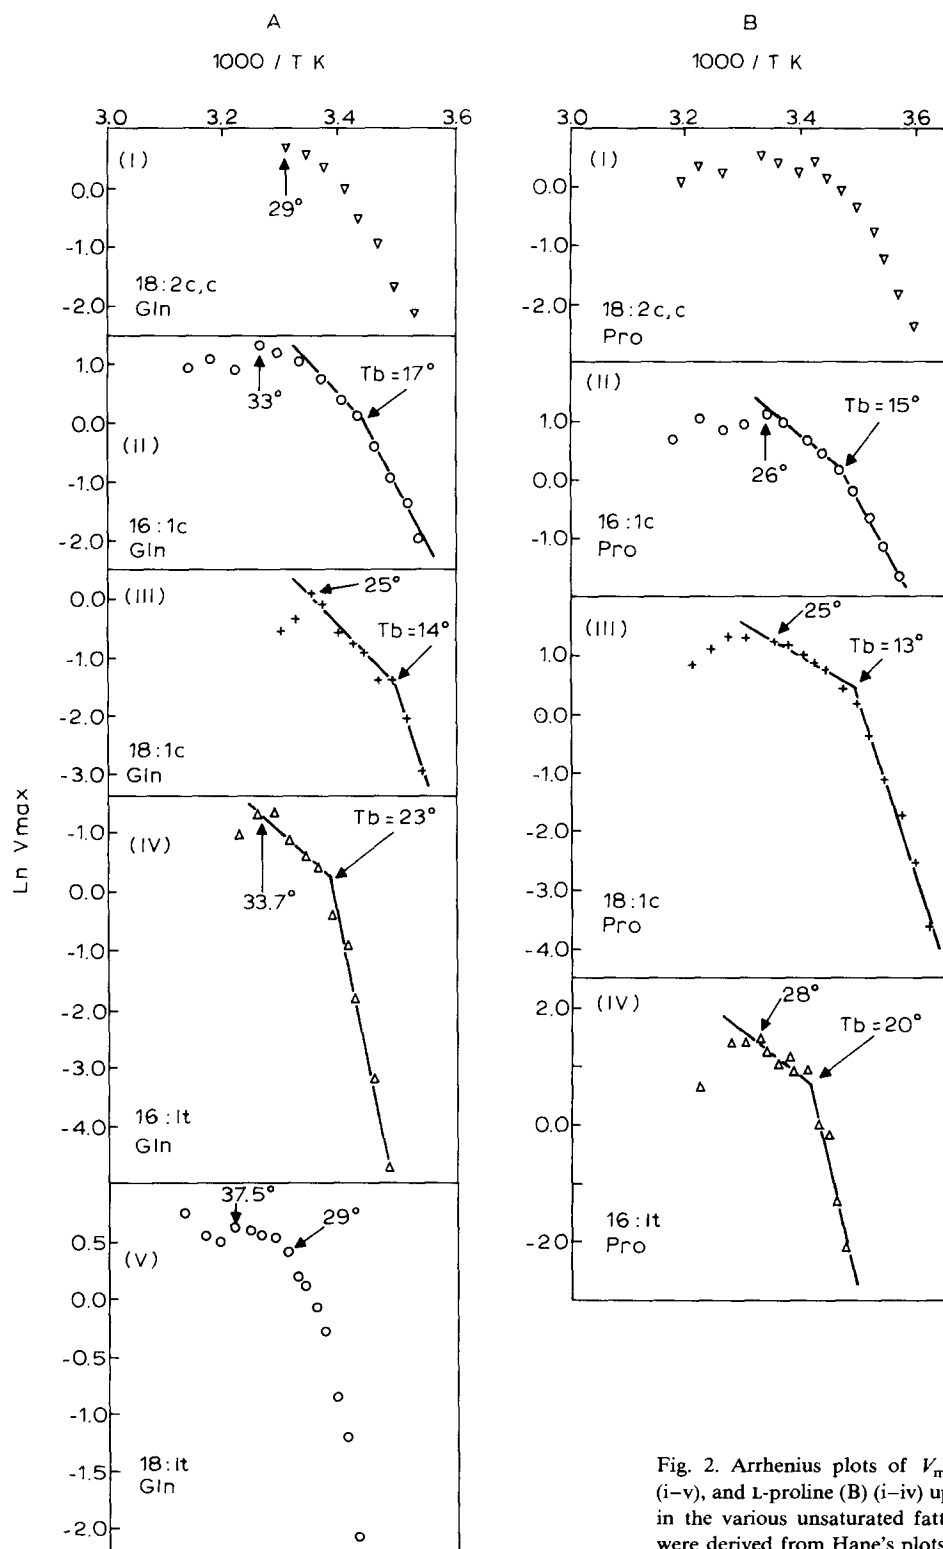 A
1000 / T K
3.0 3.2 3.4 3.6
(I)
0.0
29°
-1.0
18:2c,c
-2.0
Gln
1.0
Tb=17°
33°
0.0
(II)
-1.0
16:1c
-2.0
Gln
0.0
(III)
25°
Tb=14°
-1.0
-2.0
18:1c
Gln
-3.0
-1.0
Tb=23°
(IV)
0.0
33.7°
-1.0
-2.0
-3.0
16:1t
-4.0
Gln
37.5°
29°
0.5
(V)
0.0
-0.5
-1.0
-1.5
18:1t
Gln
-2.0
Ln Vmax
B
1000 / T K
3.0 3.2 3.4 3.6
(I)
0.0
-1.0
-2.0
18:2c,c
Pro
(II)
Tb=15°
1.0
26°
0.0
16:1c
-1.0
Pro
25°
(III)
Tb=13°
1.0
0.0
-1.0
-2.0
18:1c
-3.0
Pro
-4.0
(IV)
28°
2.0
Tb=20°
0.0
16:1t
-2.0
Pro
Fig. 2. Arrhenius plots of Vm
(i–v), and L-proline (B) (i–iv) up
in the various unsaturated fatt
were derived from Hane's plots